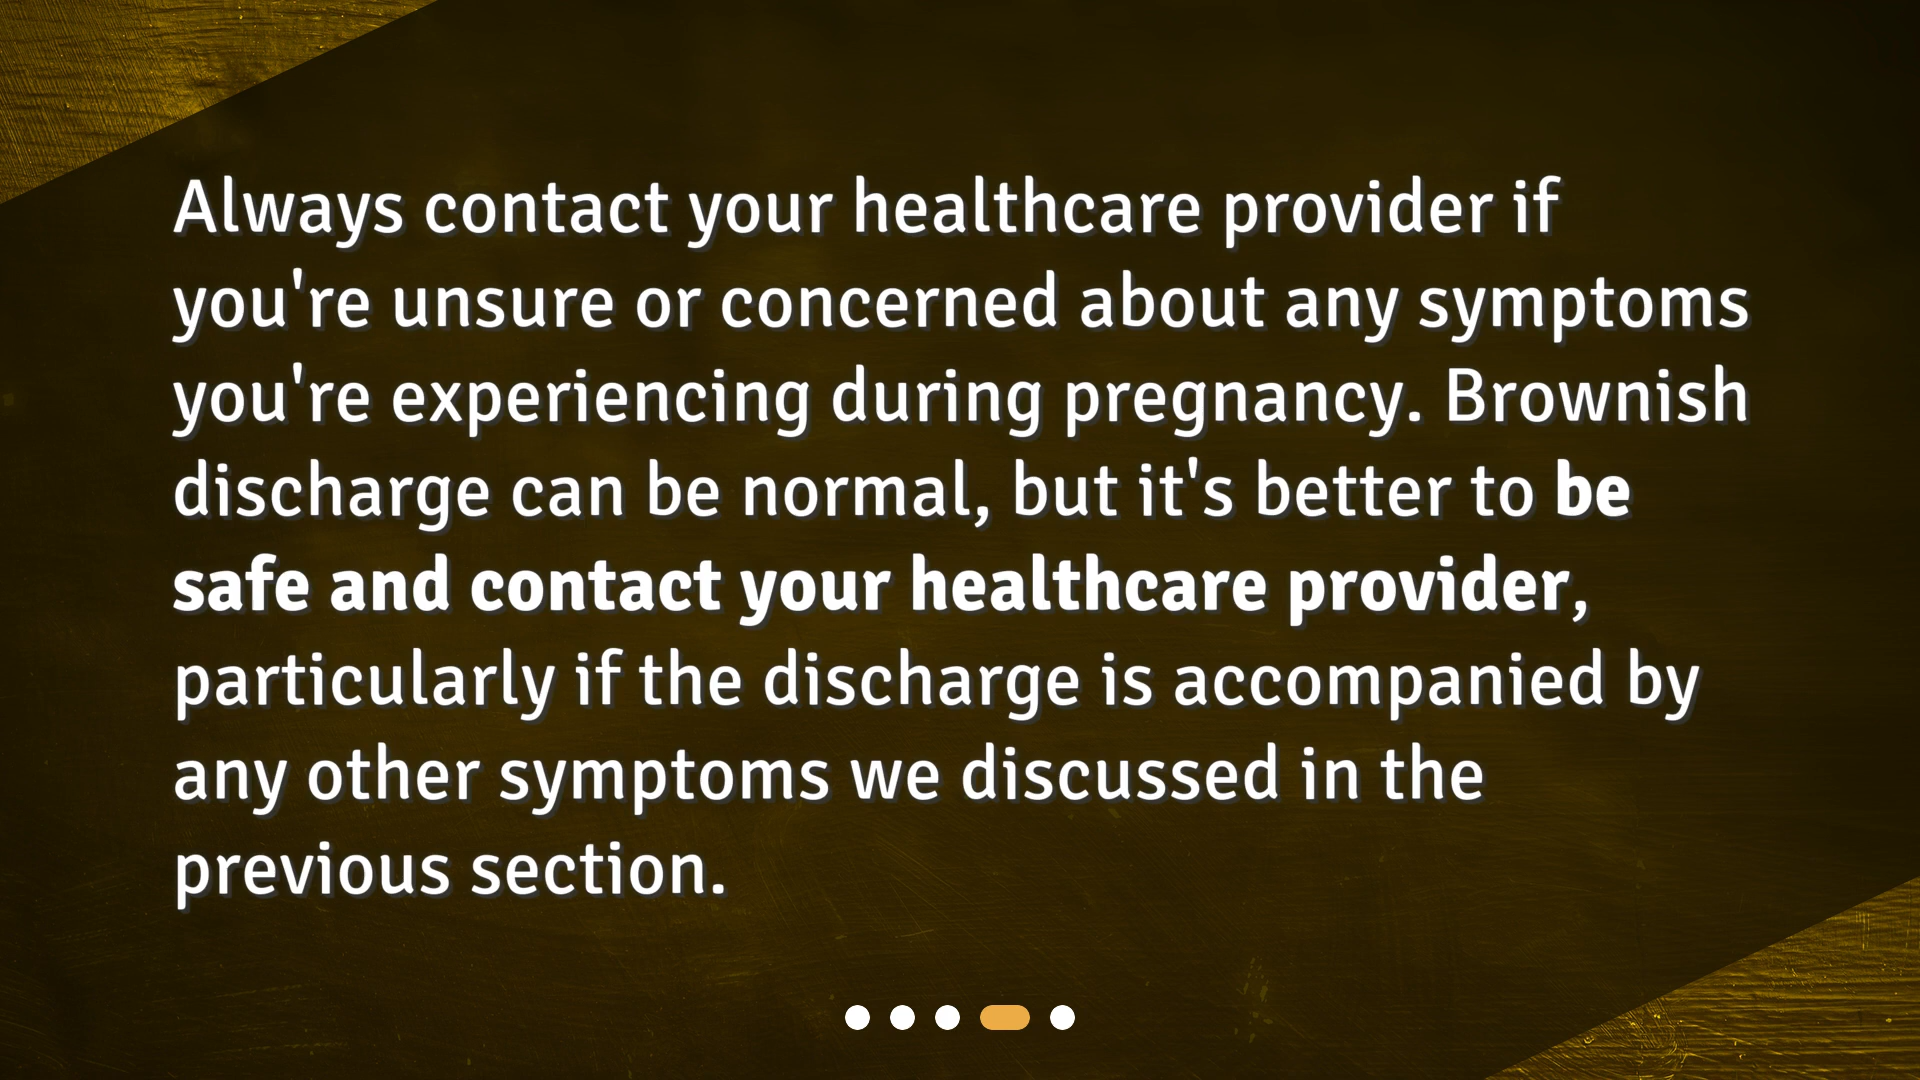 Always contact your healthcare provider if
you're unsure or concerned about any symptoms
you're experiencing during pregnancy. Brownish
discharge can be normal, but it's better to be
safe and contact your healthcare provider,
particularly if the discharge is accompanied by
any other symptoms we discussed in the
previous section.